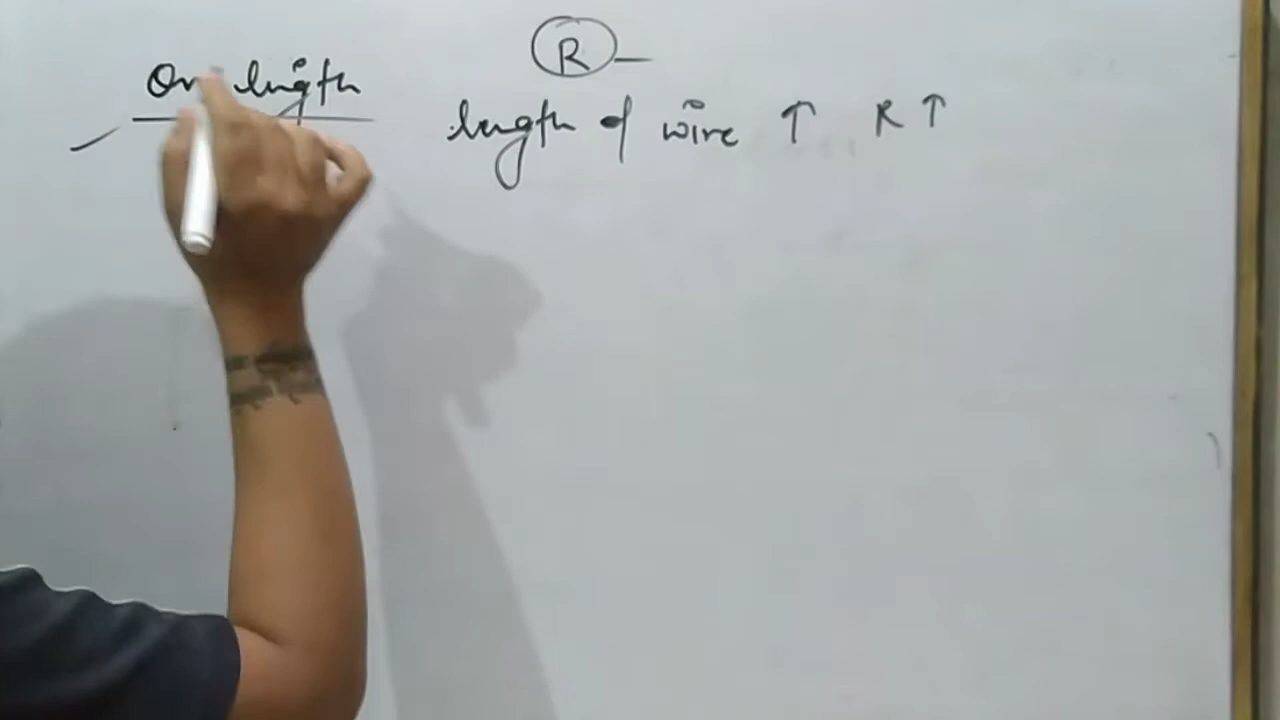 R –
On length
length of wire ↑ R ↑